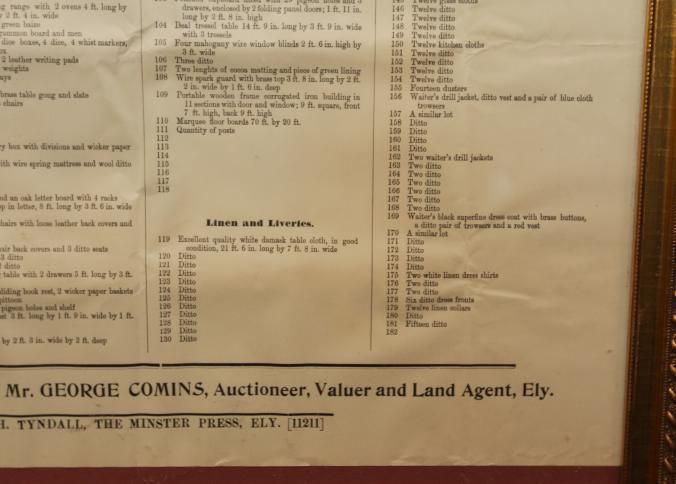 ng range with 2 ovens 4 ft. long by
2 ft. 4 in. wide
green baize
gammon board and men
dice boxes, 4 dice, 4 whist markers,
2 leather writing pads
weights
brass table gong and slate
chairs
ry box with divisions and wicker paper
ith wire spring mattress and wool ditto
nd an oak letter board with 4 racks
op in letter, 8 ft. long by 3 ft. 6 in. wide
chairs with loose leather back covers and
hair back covers and 3 ditto seats
3 ditto
ditto
table with 2 drawers 5 ft. long by 3 ft.
sliding book rest, 2 wicker paper baskets
pittoon
pigeon holes and shelf
et 3 ft. long by 1 ft. 9 in. wide by 1 ft.
by 2 ft. 3 in. wide by 2 ft. deep
drawers, enclosed by 2 folding panel doors; 1 ft. 11 in.
long by 2 ft. 8 in. high
104 Deal tressel table 14 ft. 9 in. long by 3 ft. 9 in. wide
with 3 tressels
105 Four mahogany wire window blinds 2 ft. 6 in. high by
3 ft. wide
106 Three ditto
107 Two lenghts of cocoa matting and piece of green lining
108 Wire spark guard with brass top 3 ft. 8 in. long by 2 ft.
2 in. wide by 1 ft. 6 in. deep
109 Portable wooden frame corrugated iron building in
11 sections with door and window; 9 ft. square, front
7 ft. high, back 9 ft. high
110 Marquee floor boards 70 ft. by 20 ft.
111 Quantity of posts
112
113
114
115
116
117
118
Linen and Liveries.
119 Excellent quality white damask table cloth, in good
condition, 21 ft. 6 in. long by 7 ft. 8 in. wide
120 Ditto
121 Ditto
122 Ditto
123 Ditto
124 Ditto
125 Ditto
126 Ditto
127 Ditto
128 Ditto
129 Ditto
130 Ditto
146 Twelve ditto
147 Twelve ditto
148 Twelve ditto
149 Twelve ditto
150 Twelve kitchen cloths
151 Twelve ditto
152 Twelve ditto
153 Twelve ditto
154 Twelve ditto
155 Fourteen dusters
156 Waiter's drill jacket, ditto vest and a pair of blue cloth
trowsers
157 A similar lot
158 Ditto
159 Ditto
160 Ditto
161 Ditto
162 Two waiter's drill jackets
163 Two ditto
164 Two ditto
165 Two ditto
166 Two ditto
167 Two ditto
168 Two ditto
169 Waiter's black superfine dress coat with brass buttons,
a ditto pair of trowsers and a red vest
170 A similar lot
171 Ditto
172 Ditto
173 Ditto
174 Ditto
175 Two white linen dress shirts
176 Two ditto
177 Two ditto
178 Six ditto dress fronts
179 Twelve linen collars
180 Ditto
181 Fifteen ditto
182
Mr. GEORGE COMINS, Auctioneer, Valuer and Land Agent, Ely.
H. TYNDALL, THE MINSTER PRESS, ELY. [11211]